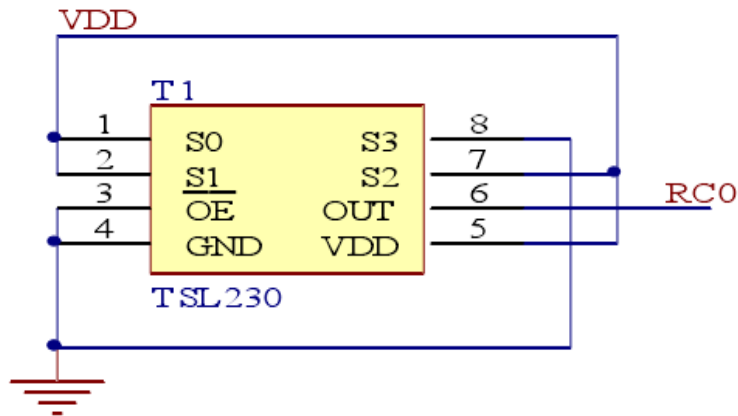 VDD
T1
1 S0 S3 8
2 S1 S2 7
3 OE OUT 6 RC0
4 GND VDD 5
TSL230